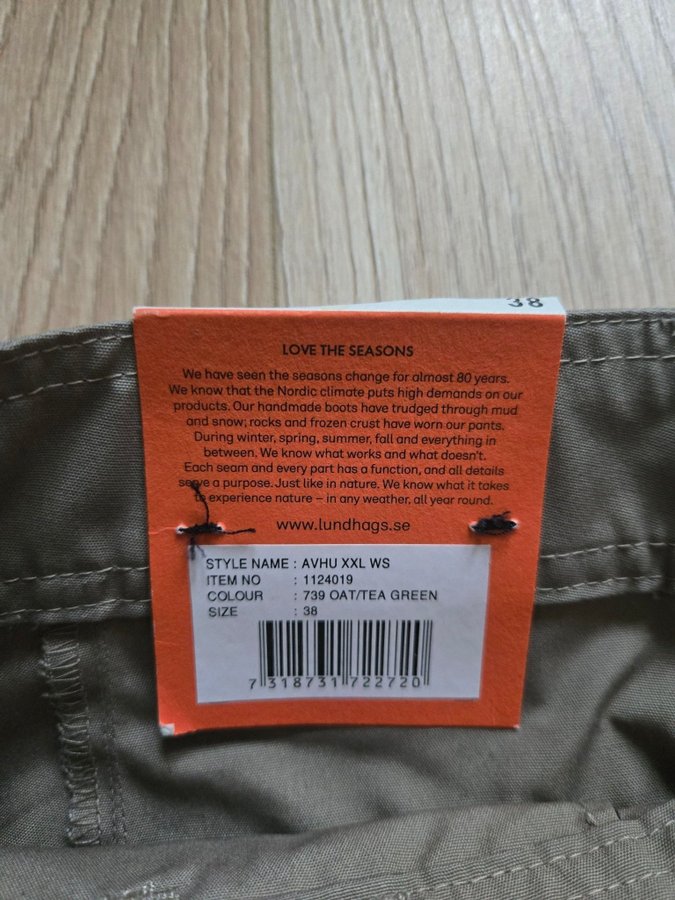 38
LOVE THE SEASONS
We have seen the seasons change for almost 80 years.
We know that the Nordic climate puts high demands on our
products. Our handmade boots have trudged through mud
and snow; rocks and frozen crust have worn our pants.
During winter, spring, summer, fall and everything in
between. We know what works and what doesn't.
Each seam and every part has a function, and all details
serve a purpose. Just like in nature. We know what it takes
to experience nature – in any weather, all year round.
www.lundhags.se
STYLE NAME : AVHU XXL WS
ITEM NO : 1124019
COLOUR : 739 OAT/TEA GREEN
SIZE : 38
7 318731 722720